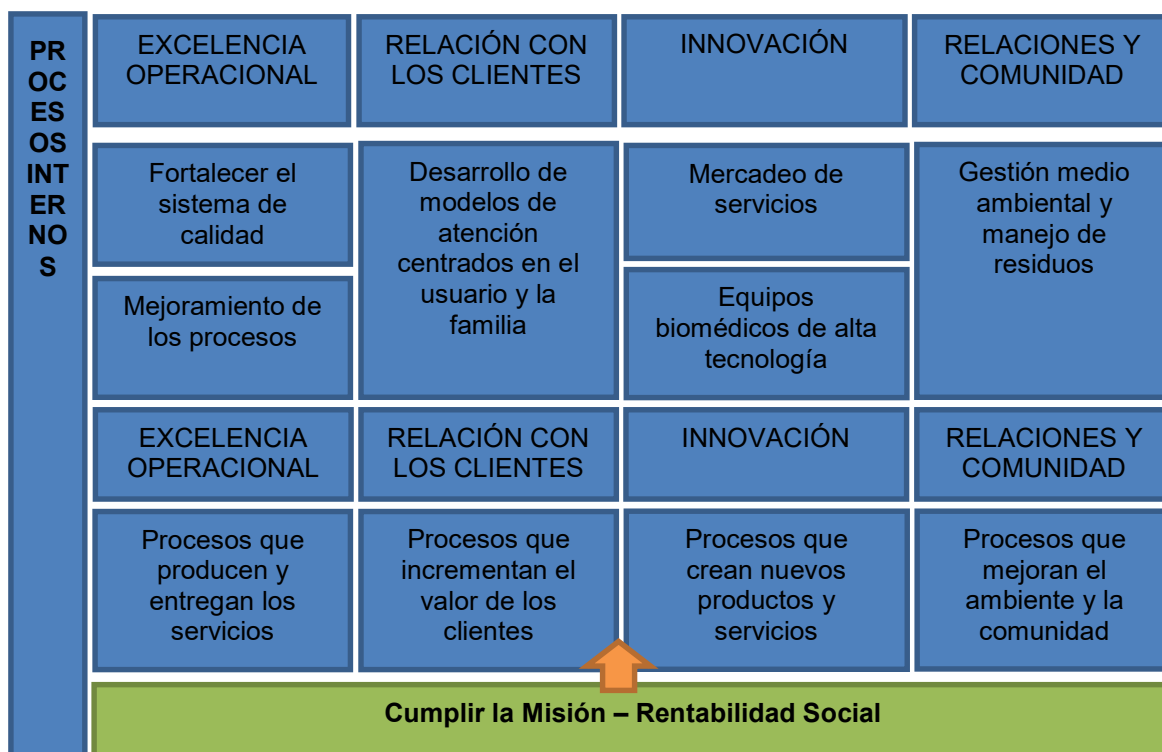 PR
OC
ES
OS
INT
ER
NO
S
EXCELENCIA
OPERACIONAL
RELACIÓN CON
LOS CLIENTES
INNOVACIÓN
RELACIONES Y
COMUNIDAD
Fortalecer el
sistema de
calidad
Mejoramiento de
los procesos
Desarrollo de
modelos de
atención
centrados en el
usuario y la
familia
Mercadeo de
servicios
Equipos
biomédicos de alta
tecnología
Gestión medio
ambiental y
manejo de
residuos
EXCELENCIA
OPERACIONAL
RELACIÓN CON
LOS CLIENTES
INNOVACIÓN
RELACIONES Y
COMUNIDAD
Procesos que
producen y
entregan los
servicios
Procesos que
incrementan el
valor de los
clientes
Procesos que
crean nuevos
productos y
servicios
Procesos que
mejoran el
ambiente y la
comunidad
Cumplir la Misión – Rentabilidad Social